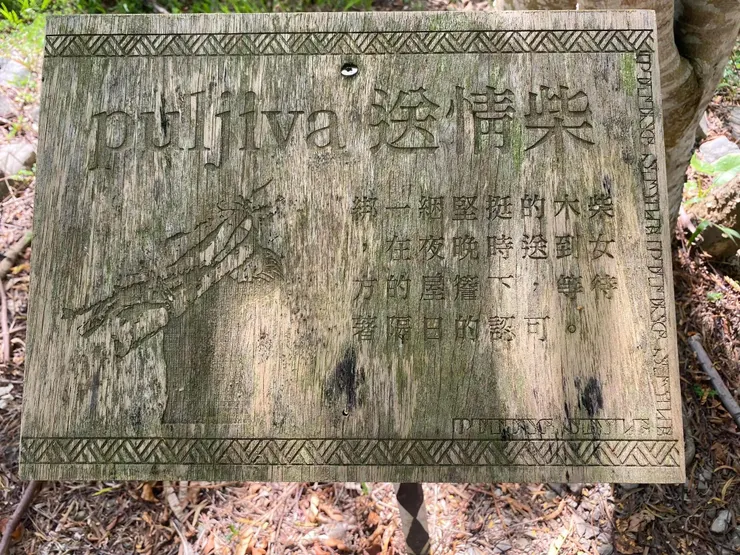 puljiva 送情柴
綁一綑堅挺的木柴
，在夜晚時送到女
方的屋簷下，等待
著隔日的認可。